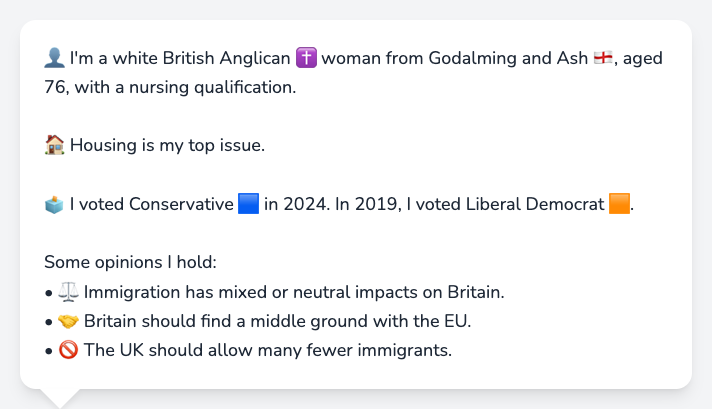 👤 I'm a white British Anglican ✝️ woman from Godalming and Ash 🏴󠁧󠁢󠁥󠁮󠁧󠁿, aged
76, with a nursing qualification.
🏠 Housing is my top issue.
🗳️ I voted Conservative 🟦 in 2024. In 2019, I voted Liberal Democrat 🟧.
Some opinions I hold:
• ⚖️ Immigration has mixed or neutral impacts on Britain.
• 🤝 Britain should find a middle ground with the EU.
• 🚫 The UK should allow many fewer immigrants.